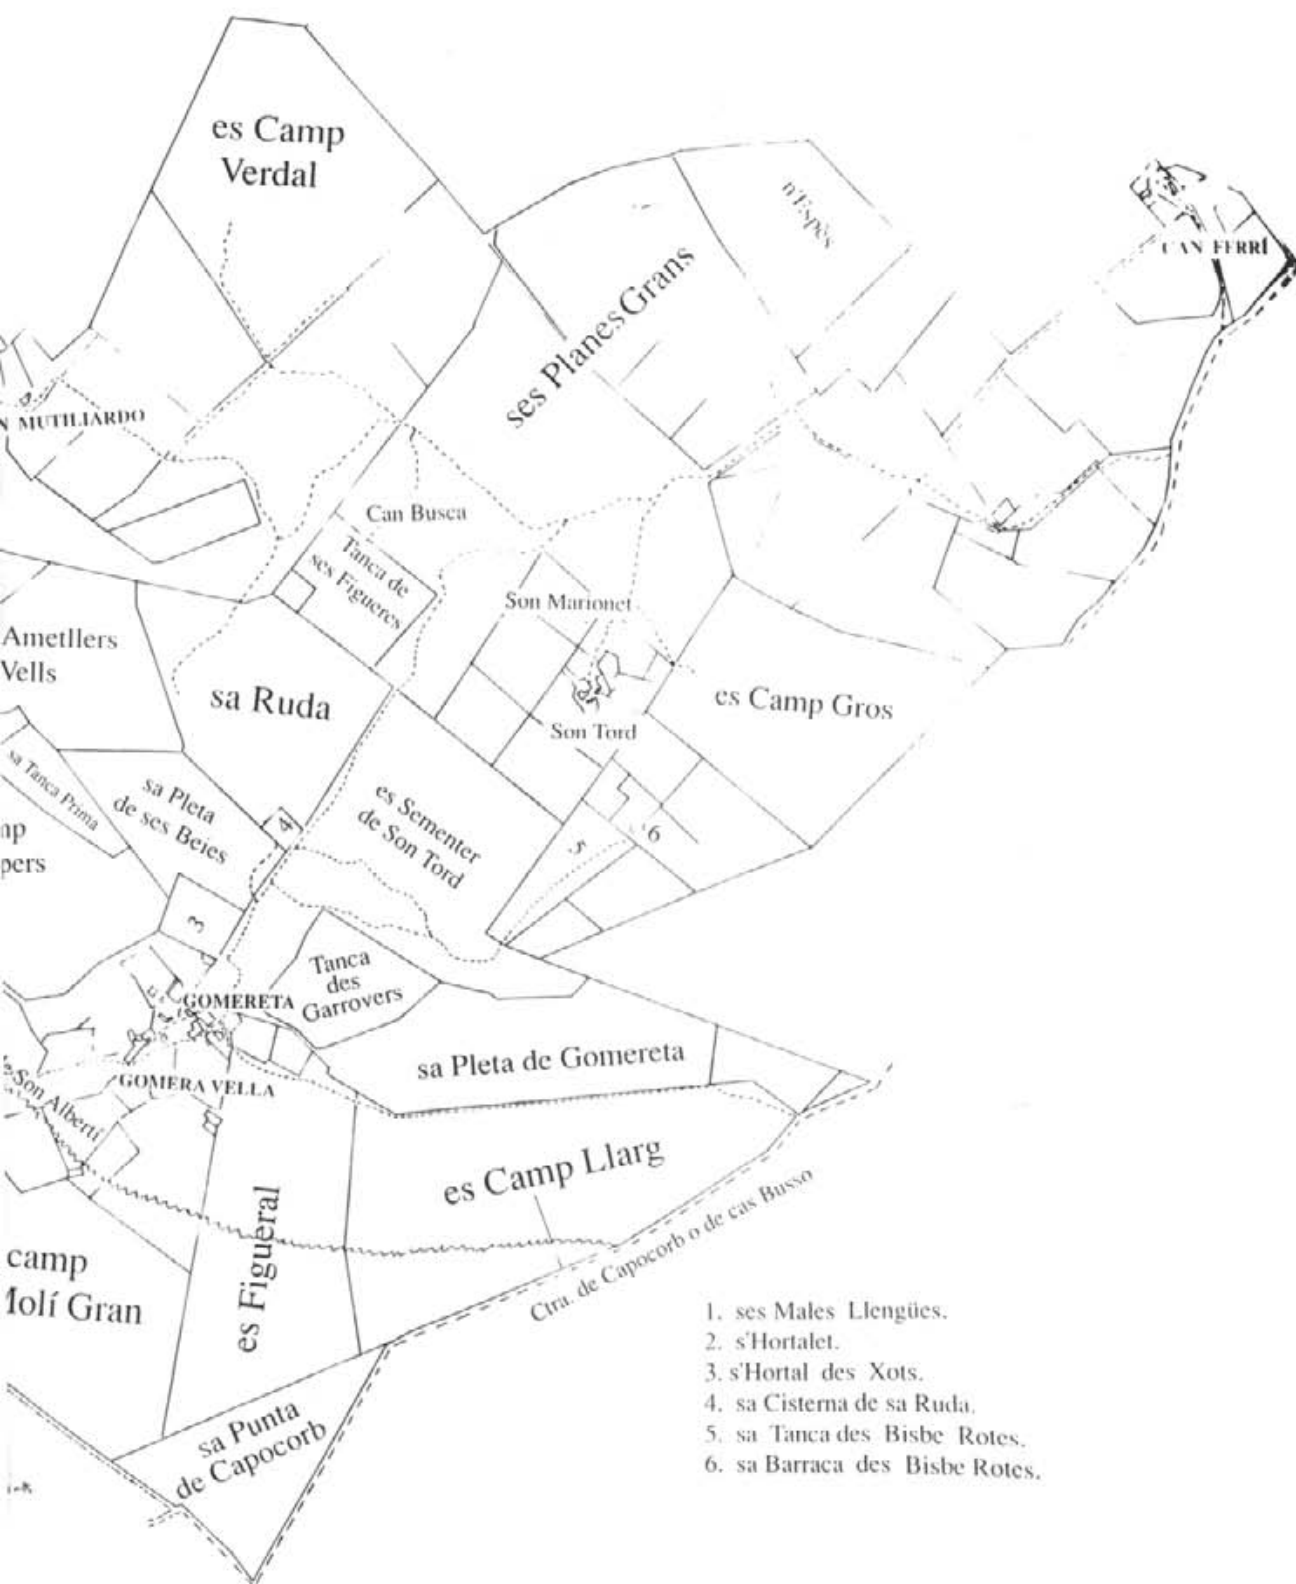 es Camp
Verdal
n'Espès
CAN FERRÍ
ses Planes Grans
N MUTILIARDO
Can Busca
Tanca de
ses Figueres
Son Marionet
Ametllers
Vells
sa Ruda
es Camp Gros
Son Tord
sa Tanca Prima
sa Pleta
de ses Beies
es Sementer
de Son Tord
4
5
6
mp
pers
3
Tanca
des
Garrovers
GOMERETA
sa Pleta de Gomereta
GOMERA VELLA
Son Albertí
es Camp Llarg
es Figueral
camp
Molí Gran
Ctra. de Capocorb o de cas Busso
sa Punta
de Capocorb
1. ses Males Llengües.
2. s'Hortalet.
3. s'Hortal des Xots.
4. sa Cisterna de sa Ruda.
5. sa Tanca des Bisbe Rotes.
6. sa Barraca des Bisbe Rotes.